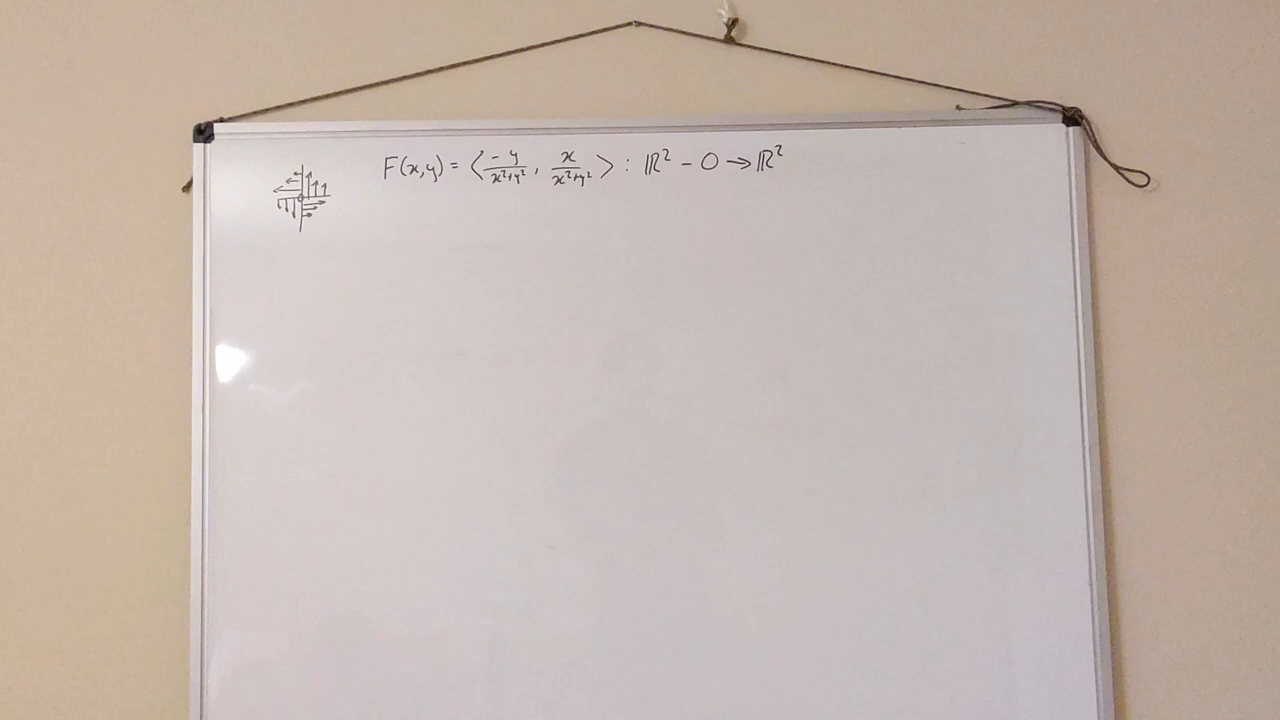 F(x,y) = ⟨ -y/(x²+y²) , x/(x²+y²) ⟩ : ℝ² - 0 → ℝ²